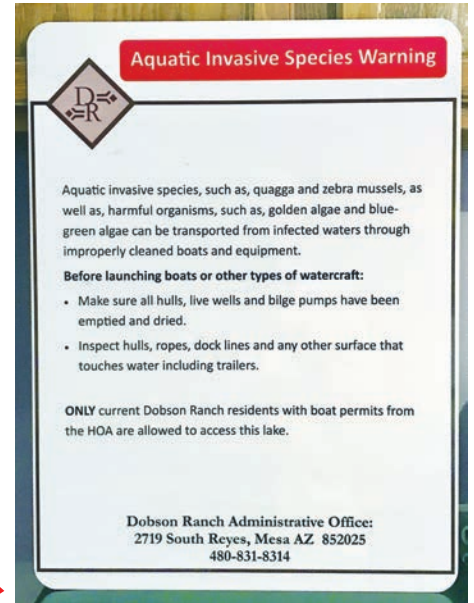 Aquatic Invasive Species Warning
D
R
Aquatic invasive species, such as, quagga and zebra mussels, as
well as, harmful organisms, such as, golden algae and blue-
green algae can be transported from infected waters through
improperly cleaned boats and equipment.
Before launching boats or other types of watercraft:
• Make sure all hulls, live wells and bilge pumps have been
emptied and dried.
• Inspect hulls, ropes, dock lines and any other surface that
touches water including trailers.
ONLY current Dobson Ranch residents with boat permits from
the HOA are allowed to access this lake.
Dobson Ranch Administrative Office:
2719 South Reyes, Mesa AZ 852025
480-831-8314